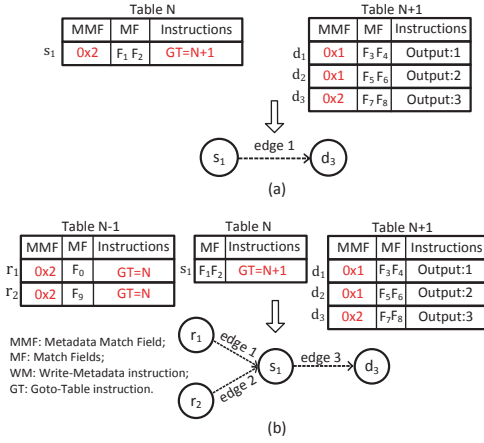 Table N
MMF MF Instructions
s₁ 0x2 F₁ F₂ GT=N+1
Table N+1
MMF MF Instructions
d₁ 0x1 F₃ F₄ Output:1
d₂ 0x1 F₅ F₆ Output:2
d₃ 0x2 F₇ F₈ Output:3
s₁ edge 1 d₃
(a)
Table N-1
MMF MF Instructions
r₁ 0x2 F₀ GT=N
r₂ 0x2 F₉ GT=N
Table N
MF Instructions
s₁ F₁F₂ GT=N+1
Table N+1
MMF MF Instructions
d₁ 0x1 F₃F₄ Output:1
d₂ 0x1 F₅F₆ Output:2
d₃ 0x2 F₇F₈ Output:3
MMF: Metadata Match Field;
MF: Match Fields;
WM: Write-Metadata instruction;
GT: Goto-Table instruction.
r₁ edge 1
s₁ edge 3 d₃
r₂ edge 2
(b)